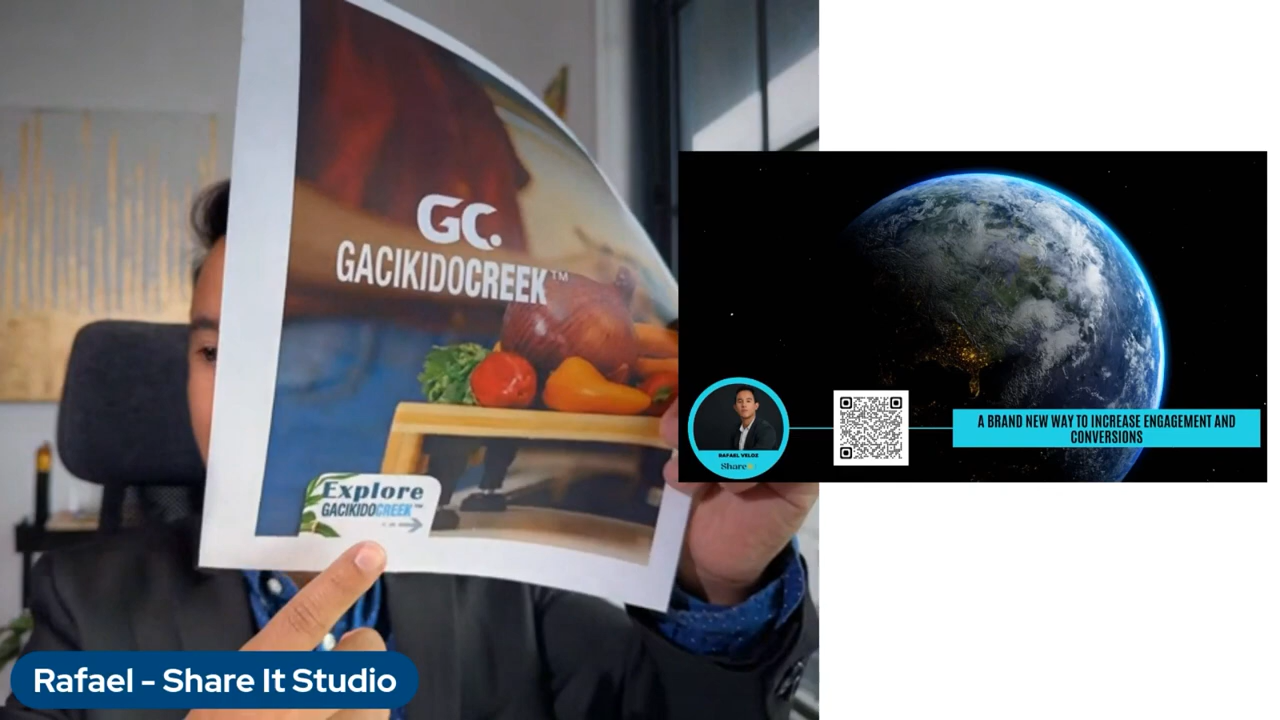 GC.
GACIKIDOCREEK™
Explore
GACIKIDOCREEK™
Rafael - Share It Studio
RAFAEL VELOZ
Share It
A BRAND NEW WAY TO INCREASE ENGAGEMENT AND
CONVERSIONS